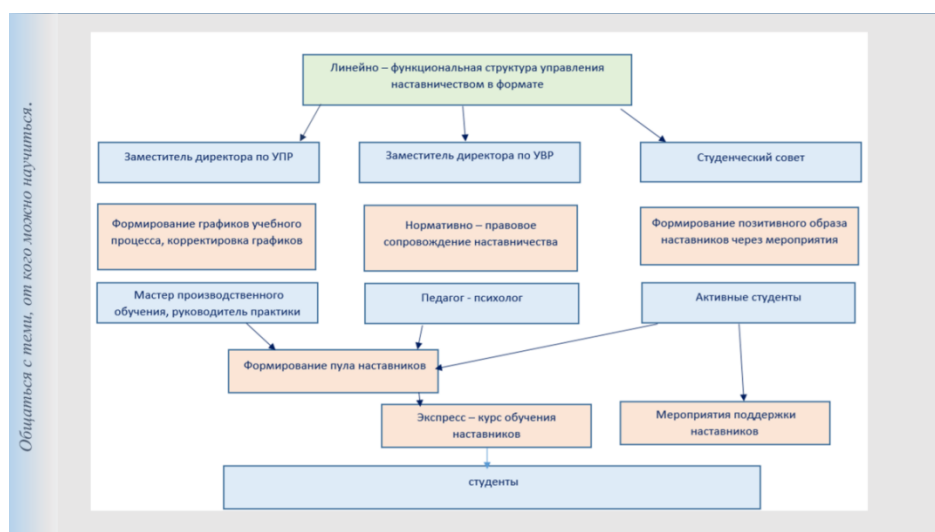 Общаться с теми, от кого можно научиться.
Линейно – функциональная структура управления
наставничеством в формате
Заместитель директора по УПР
Заместитель директора по УВР
Студенческий совет
Формирование графиков учебного
процесса, корректировка графиков
Нормативно – правовое
сопровождение наставничества
Формирование позитивного образа
наставников через мероприятия
Мастер производственного
обучения, руководитель практики
Педагог - психолог
Активные студенты
Формирование пула наставников
Экспресс – курс обучения
наставников
Мероприятия поддержки
наставников
студенты